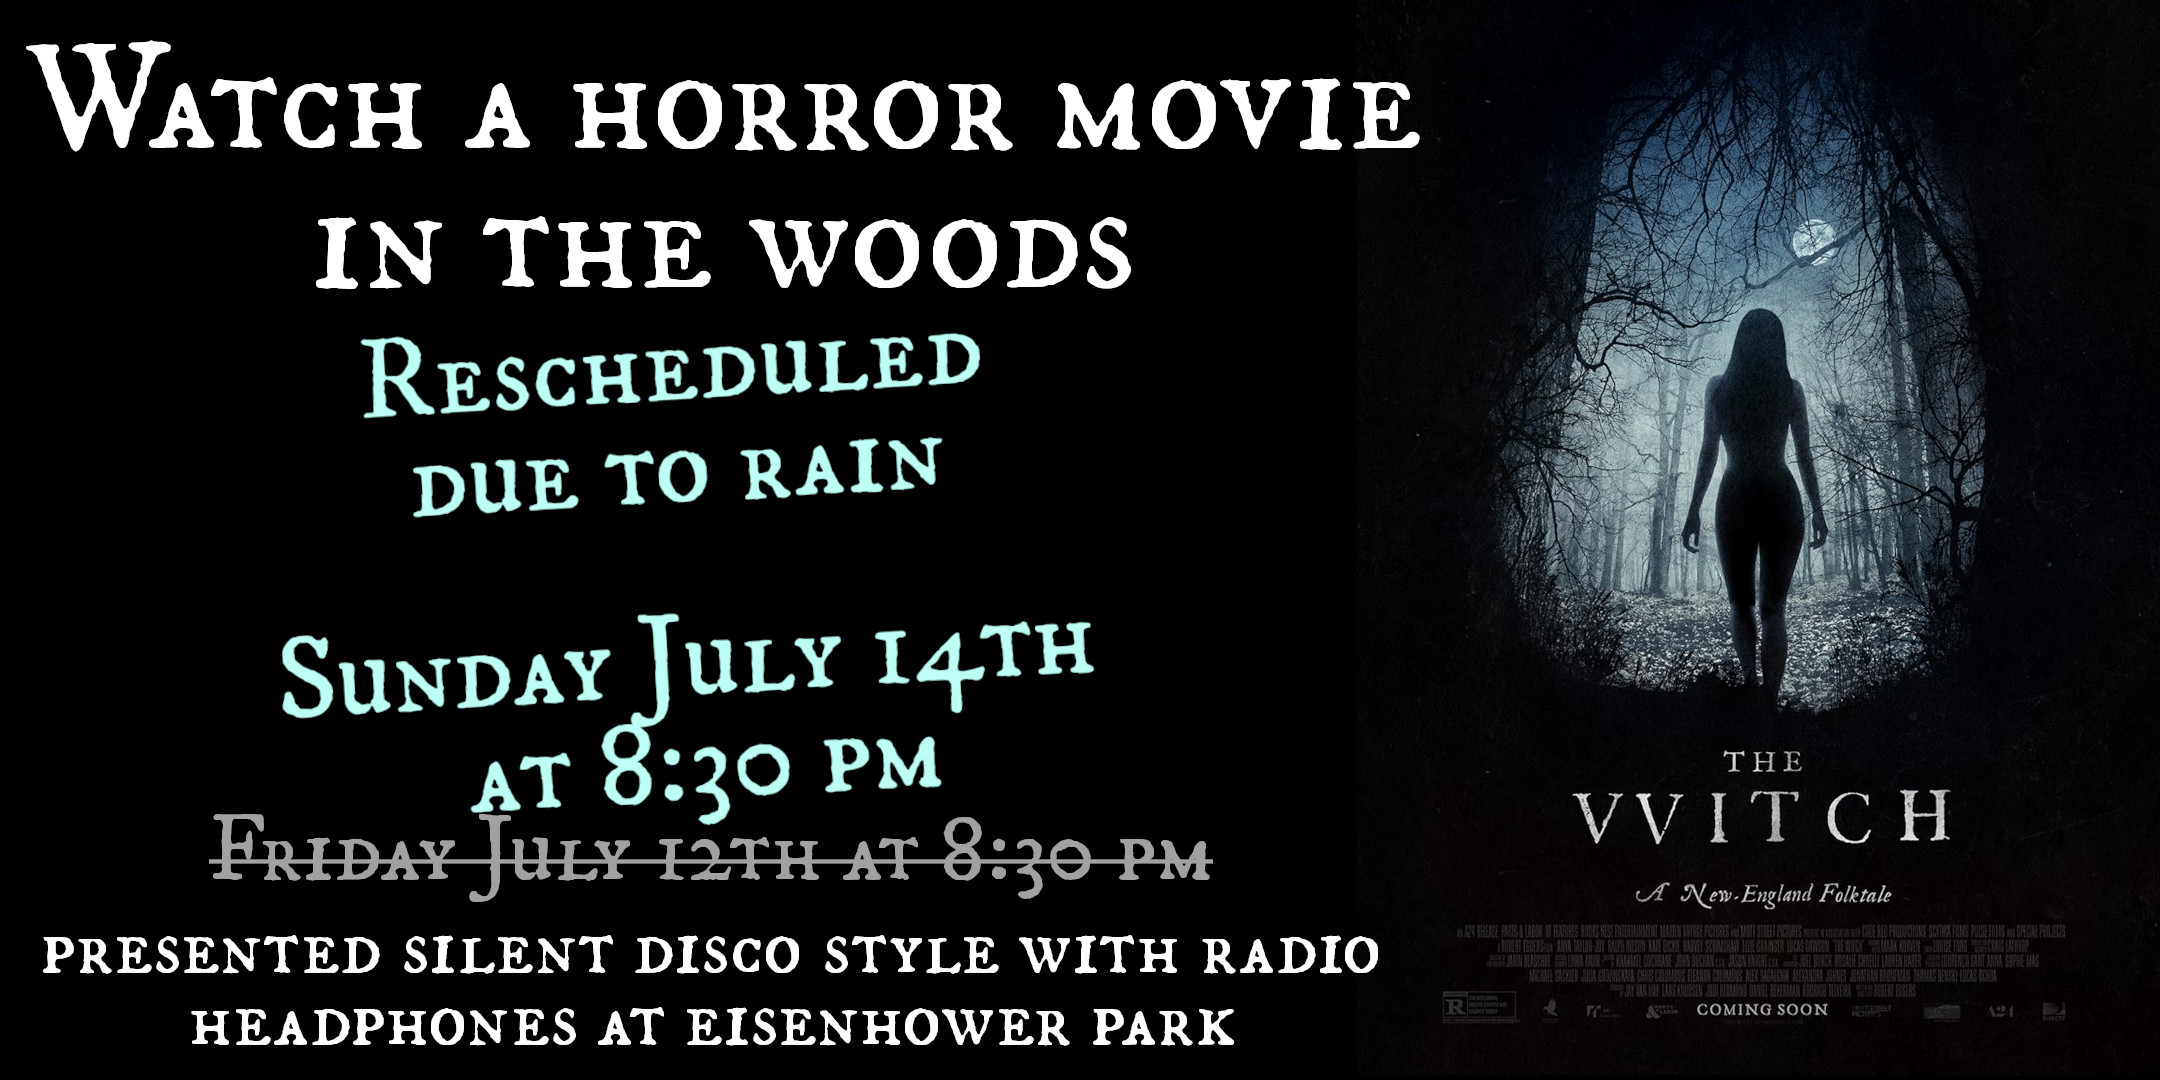 Watch a horror movie
in the woods
Rescheduled
due to rain
Sunday July 14th
at 8:30 pm
Friday July 12th at 8:30 pm
presented silent disco style with radio
headphones at Eisenhower Park
THE
VVITCH
A New-England Folktale
R
COMING SOON
A24
DIRECTV